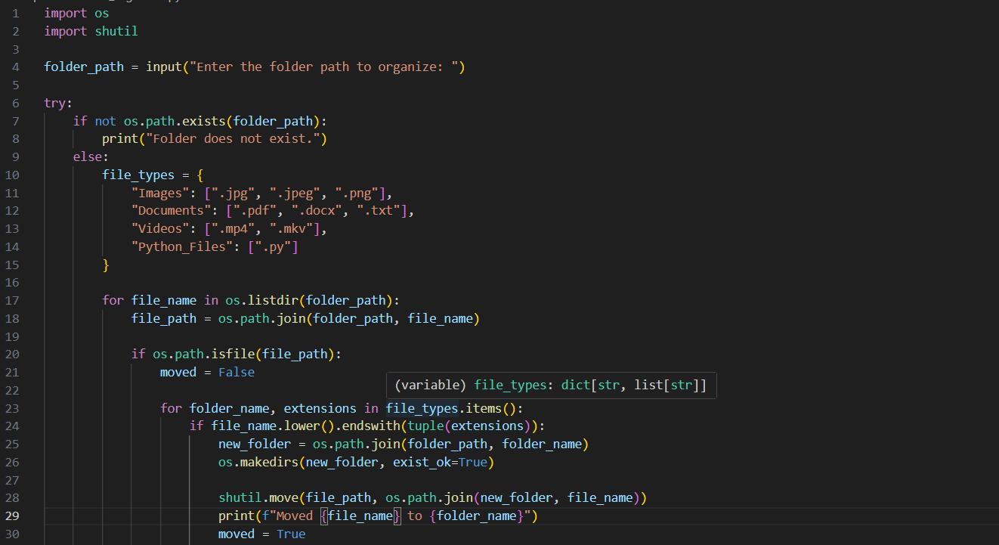 1 import os
2 import shutil
3
4 folder_path = input("Enter the folder path to organize: ")
5
6 try:
7     if not os.path.exists(folder_path):
8         print("Folder does not exist.")
9     else:
10         file_types = {
11             "Images": [".jpg", ".jpeg", ".png"],
12             "Documents": [".pdf", ".docx", ".txt"],
13             "Videos": [".mp4", ".mkv"],
14             "Python_Files": [".py"]
15         }
16
17         for file_name in os.listdir(folder_path):
18             file_path = os.path.join(folder_path, file_name)
19
20             if os.path.isfile(file_path):
21                 moved = False
(variable) file_types: dict[str, list[str]]
22
23                 for folder_name, extensions in file_types.items():
24                     if file_name.lower().endswith(tuple(extensions)):
25                         new_folder = os.path.join(folder_path, folder_name)
26                         os.makedirs(new_folder, exist_ok=True)
27
28                         shutil.move(file_path, os.path.join(new_folder, file_name))
29                         print(f"Moved {file_name} to {folder_name}")
30                         moved = True